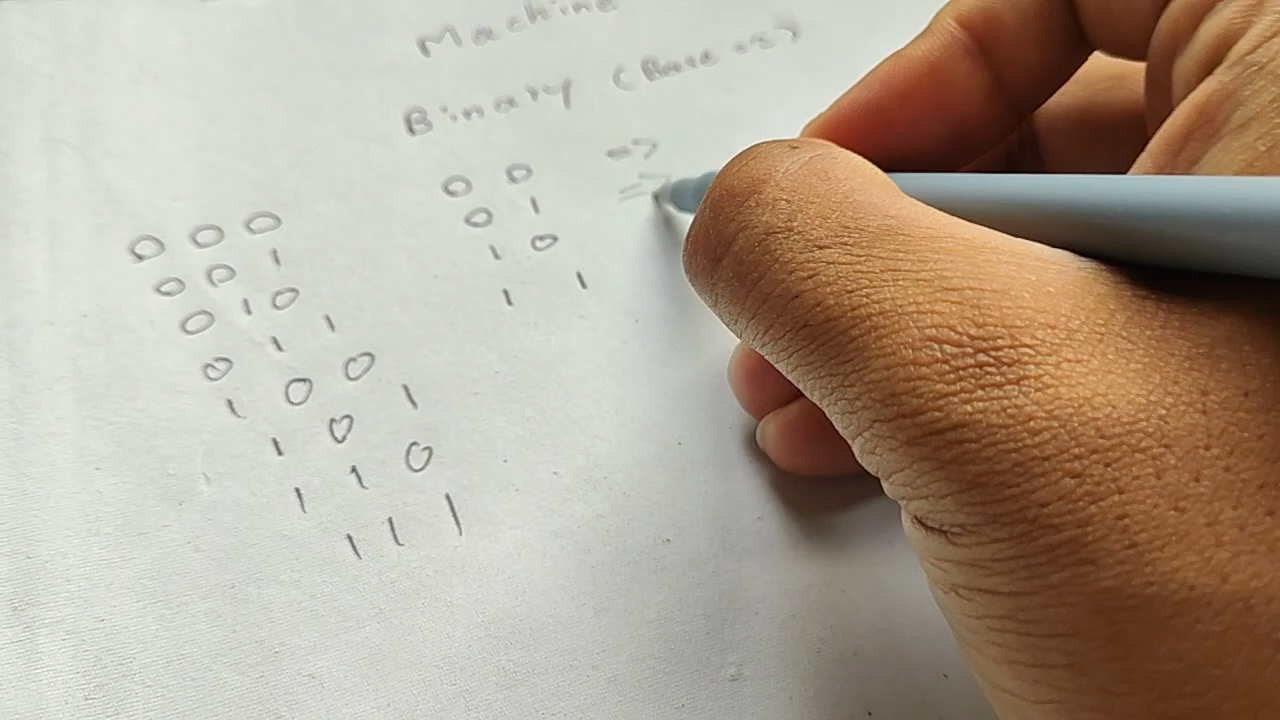 Machine
Binary (Base-2)
0 0 =>
0 1 =>
1 0
1 1
0 0 0
0 0 1
0 1 0
0 1 1
1 0 0
1 0 1
1 1 0
1 1 1